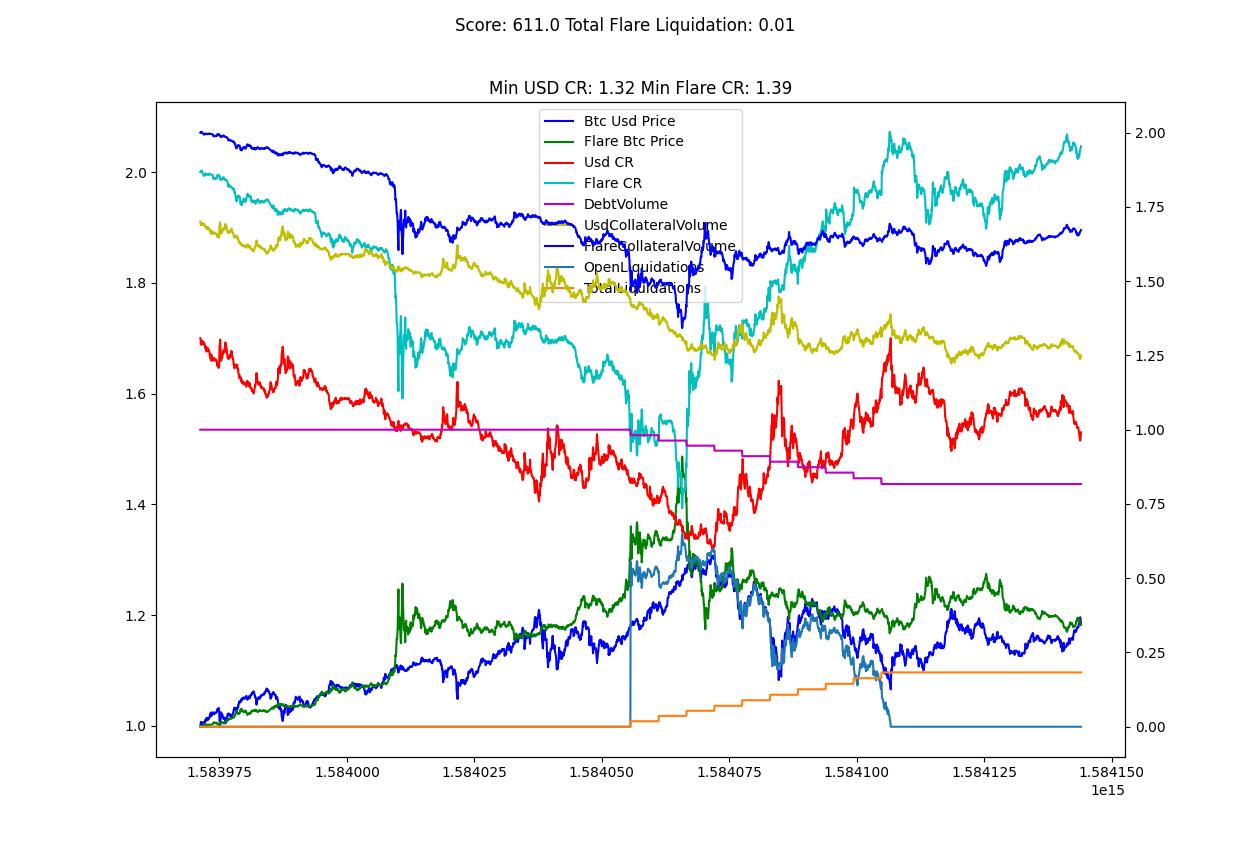 Score: 611.0 Total Flare Liquidation: 0.01
Min USD CR: 1.32 Min Flare CR: 1.39
Btc Usd Price
Flare Btc Price
Usd CR
Flare CR
DebtVolume
UsdCollateralVolume
FlareCollateralVolume
OpenLiquidations
TotalLiquidations
2.0
1.8
1.6
1.4
1.2
1.0
2.00
1.75
1.50
1.25
1.00
0.75
0.50
0.25
0.00
1.583975
1.584000
1.584025
1.584050
1.584075
1.584100
1.584125
1.584150
1e15